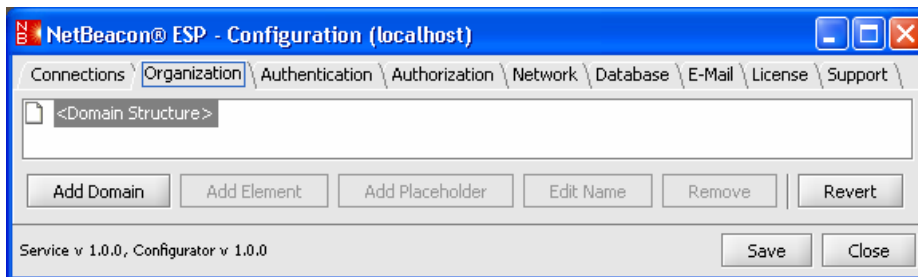 NB NetBeacon® ESP - Configuration (localhost)
Connections Organization Authentication Authorization Network Database E-Mail License Support
<Domain Structure>
Add Domain Add Element Add Placeholder Edit Name Remove Revert
Service v 1.0.0, Configurator v 1.0.0 Save Close